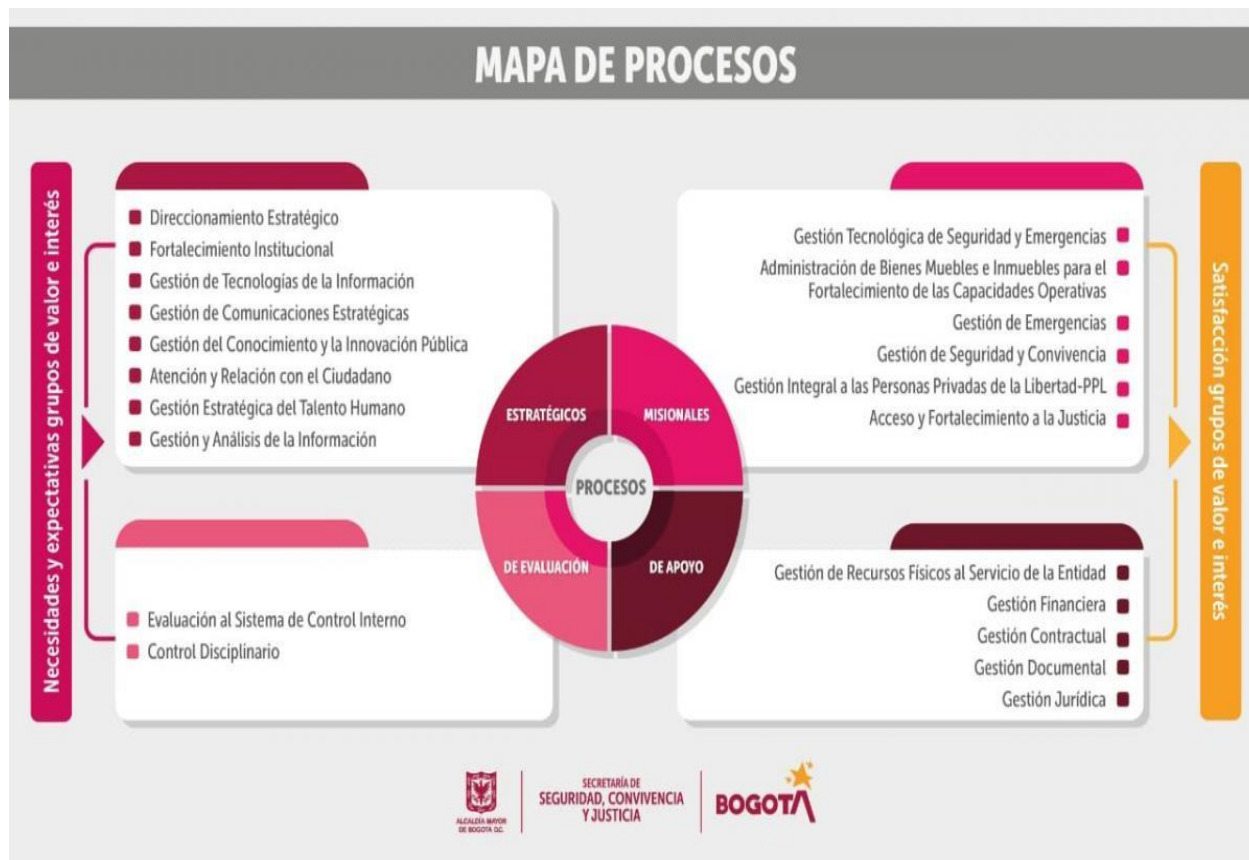 MAPA DE PROCESOS
Necesidades y expectativas grupos de valor e interés
Direccionamiento Estratégico
Fortalecimiento Institucional
Gestión de Tecnologías de la Información
Gestión de Comunicaciones Estratégicas
Gestión del Conocimiento y la Innovación Pública
Atención y Relación con el Ciudadano
Gestión Estratégica del Talento Humano
Gestión y Análisis de la Información
Gestión Tecnológica de Seguridad y Emergencias
Administración de Bienes Muebles e Inmuebles para el
Fortalecimiento de las Capacidades Operativas
Gestión de Emergencias
Gestión de Seguridad y Convivencia
Gestión Integral a las Personas Privadas de la Libertad-PPL
Acceso y Fortalecimiento a la Justicia
ESTRATÉGICOS
MISIONALES
PROCESOS
DE EVALUACIÓN
DE APOYO
Evaluación al Sistema de Control Interno
Control Disciplinario
Gestión de Recursos Físicos al Servicio de la Entidad
Gestión Financiera
Gestión Contractual
Gestión Documental
Gestión Jurídica
Satisfacción grupos de valor e interés
ALCALDÍA MAYOR
DE BOGOTÁ D.C.
SECRETARÍA DE
SEGURIDAD, CONVIVENCIA
Y JUSTICIA
BOGOTÁ